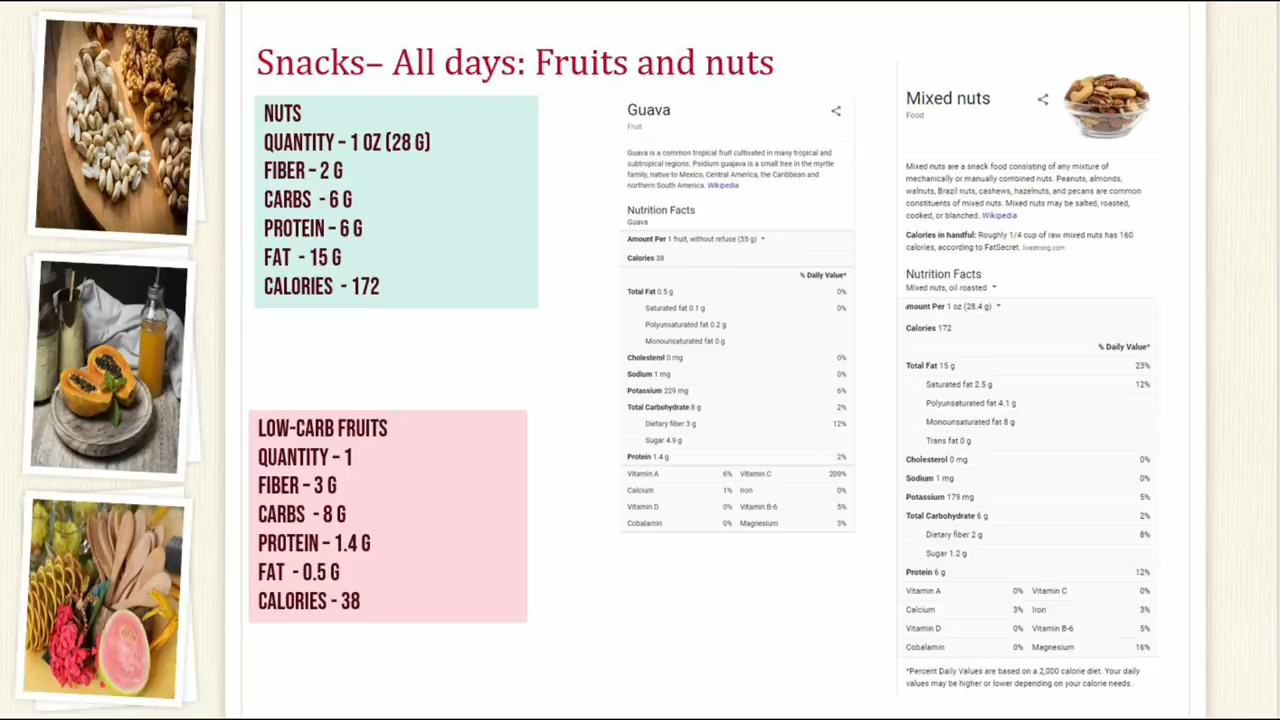 Snacks– All days: Fruits and nuts
NUTS
QUANTITY – 1 OZ (28 G)
FIBER – 2 G
CARBS - 6 G
PROTEIN – 6 G
FAT - 15 G
CALORIES - 172
LOW-CARB FRUITS
QUANTITY – 1
FIBER – 3 G
CARBS - 8 G
PROTEIN – 1.4 G
FAT - 0.5 G
CALORIES - 38
Guava
Fruit
Guava is a common tropical fruit cultivated in many tropical and
subtropical regions. Psidium guajava is a small tree in the myrtle
family, native to Mexico, Central America, the Caribbean and
northern South America. Wikipedia
Nutrition Facts
Guava
Amount Per 1 fruit, without refuse (55 g)
Calories 38
% Daily Value*
Total Fat 0.5 g 0%
Saturated fat 0.1 g 0%
Polyunsaturated fat 0.2 g
Monounsaturated fat 0 g
Cholesterol 0 mg 0%
Sodium 1 mg 0%
Potassium 229 mg 6%
Total Carbohydrate 8 g 2%
Dietary fiber 3 g 12%
Sugar 4.9 g
Protein 1.4 g 2%
Vitamin A 6% Vitamin C 209%
Calcium 1% Iron 0%
Vitamin D 0% Vitamin B-6 5%
Cobalamin 0% Magnesium 3%
Mixed nuts
Food
Mixed nuts are a snack food consisting of any mixture of
mechanically or manually combined nuts. Peanuts, almonds,
walnuts, Brazil nuts, cashews, hazelnuts, and pecans are common
constituents of mixed nuts. Mixed nuts may be salted, roasted,
cooked, or blanched. Wikipedia
Calories in handful: Roughly 1/4 cup of raw mixed nuts has 160
calories, according to FatSecret. livestrong.com
Nutrition Facts
Mixed nuts, oil roasted
Amount Per 1 oz (28.4 g)
Calories 172
% Daily Value*
Total Fat 15 g 23%
Saturated fat 2.5 g 12%
Polyunsaturated fat 4.1 g
Monounsaturated fat 8 g
Trans fat 0 g
Cholesterol 0 mg 0%
Sodium 1 mg 0%
Potassium 179 mg 5%
Total Carbohydrate 6 g 2%
Dietary fiber 2 g 8%
Sugar 1.2 g
Protein 6 g 12%
Vitamin A 0% Vitamin C 0%
Calcium 3% Iron 3%
Vitamin D 0% Vitamin B-6 5%
Cobalamin 0% Magnesium 16%
*Percent Daily Values are based on a 2,000 calorie diet. Your daily
values may be higher or lower depending on your calorie needs.